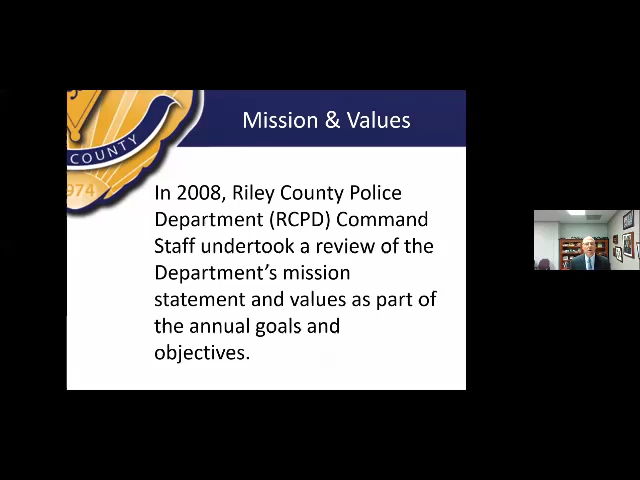 Mission & Values
COUNTY
1974
In 2008, Riley County Police
Department (RCPD) Command
Staff undertook a review of the
Department's mission
statement and values as part of
the annual goals and
objectives.